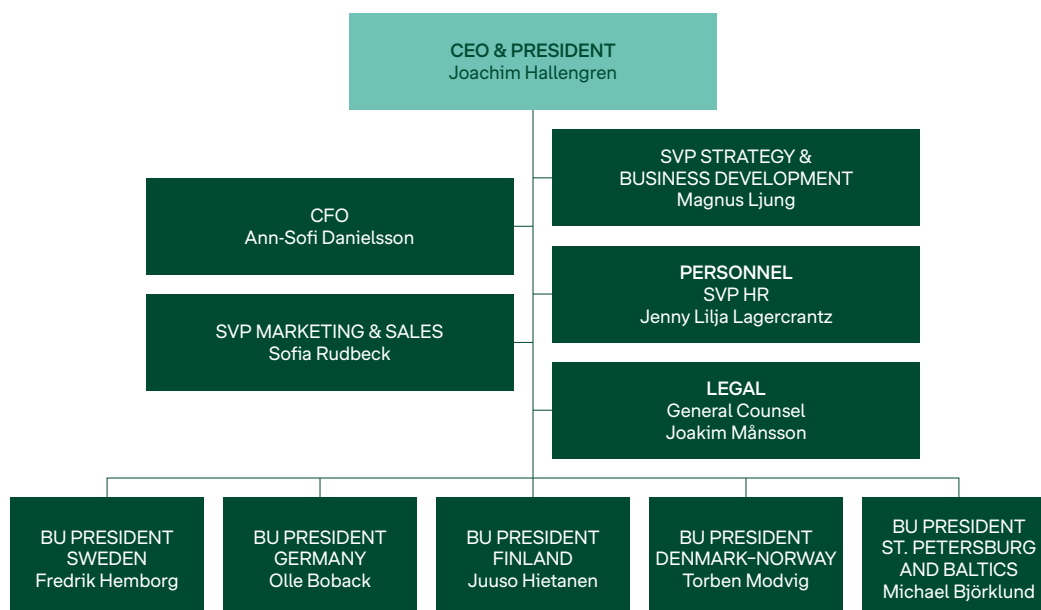 CEO & PRESIDENT
Joachim Hallengren
SVP STRATEGY &
BUSINESS DEVELOPMENT
Magnus Ljung
CFO
Ann-Sofi Danielsson
PERSONNEL
SVP HR
Jenny Lilja Lagercrantz
SVP MARKETING & SALES
Sofia Rudbeck
LEGAL
General Counsel
Joakim Månsson
BU PRESIDENT
SWEDEN
Fredrik Hemborg
BU PRESIDENT
GERMANY
Olle Boback
BU PRESIDENT
FINLAND
Juuso Hietanen
BU PRESIDENT
DENMARK–NORWAY
Torben Modvig
BU PRESIDENT
ST. PETERSBURG
AND BALTICS
Michael Björklund